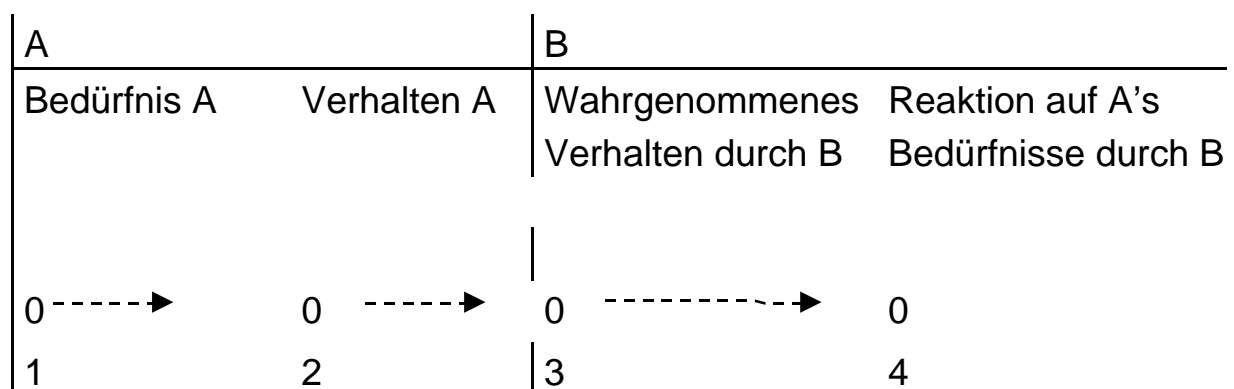 A B
Bedürfnis A Verhalten A Wahrgenommenes Reaktion auf A's
Verhalten durch B Bedürfnisse durch B
0 0 0 0
1 2 3 4